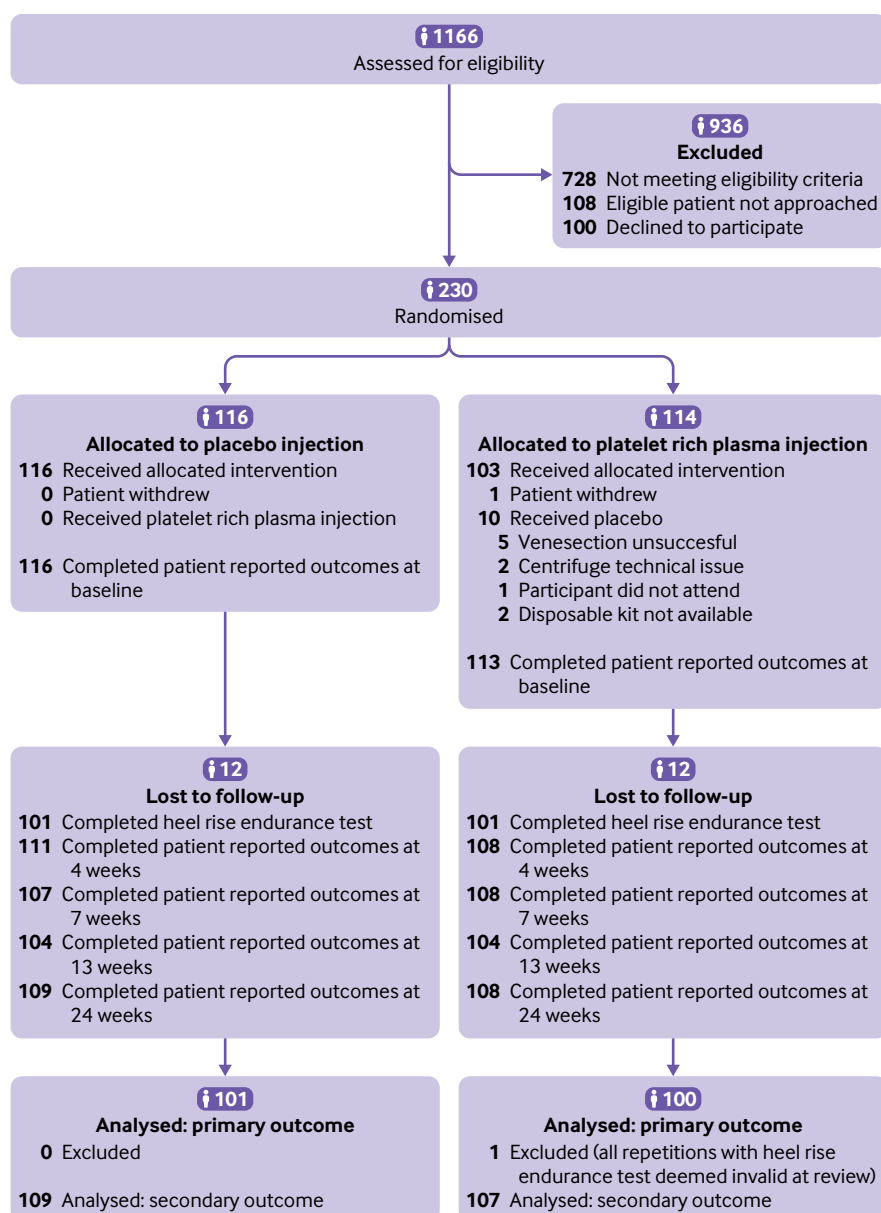 1166
Assessed for eligibility
936
Excluded
728 Not meeting eligibility criteria
108 Eligible patient not approached
100 Declined to participate
230
Randomised
116
Allocated to placebo injection
116 Received allocated intervention
0 Patient withdrew
0 Received platelet rich plasma injection
116 Completed patient reported outcomes at
baseline
114
Allocated to platelet rich plasma injection
103 Received allocated intervention
1 Patient withdrew
10 Received placebo
5 Venesection unsuccesful
2 Centrifuge technical issue
1 Participant did not attend
2 Disposable kit not available
113 Completed patient reported outcomes at
baseline
12
Lost to follow-up
101 Completed heel rise endurance test
111 Completed patient reported outcomes at
4 weeks
107 Completed patient reported outcomes at
7 weeks
104 Completed patient reported outcomes at
13 weeks
109 Completed patient reported outcomes at
24 weeks
12
Lost to follow-up
101 Completed heel rise endurance test
108 Completed patient reported outcomes at
4 weeks
108 Completed patient reported outcomes at
7 weeks
104 Completed patient reported outcomes at
13 weeks
108 Completed patient reported outcomes at
24 weeks
101
Analysed: primary outcome
0 Excluded
109 Analysed: secondary outcome
100
Analysed: primary outcome
1 Excluded (all repetitions with heel rise
endurance test deemed invalid at review)
107 Analysed: secondary outcome